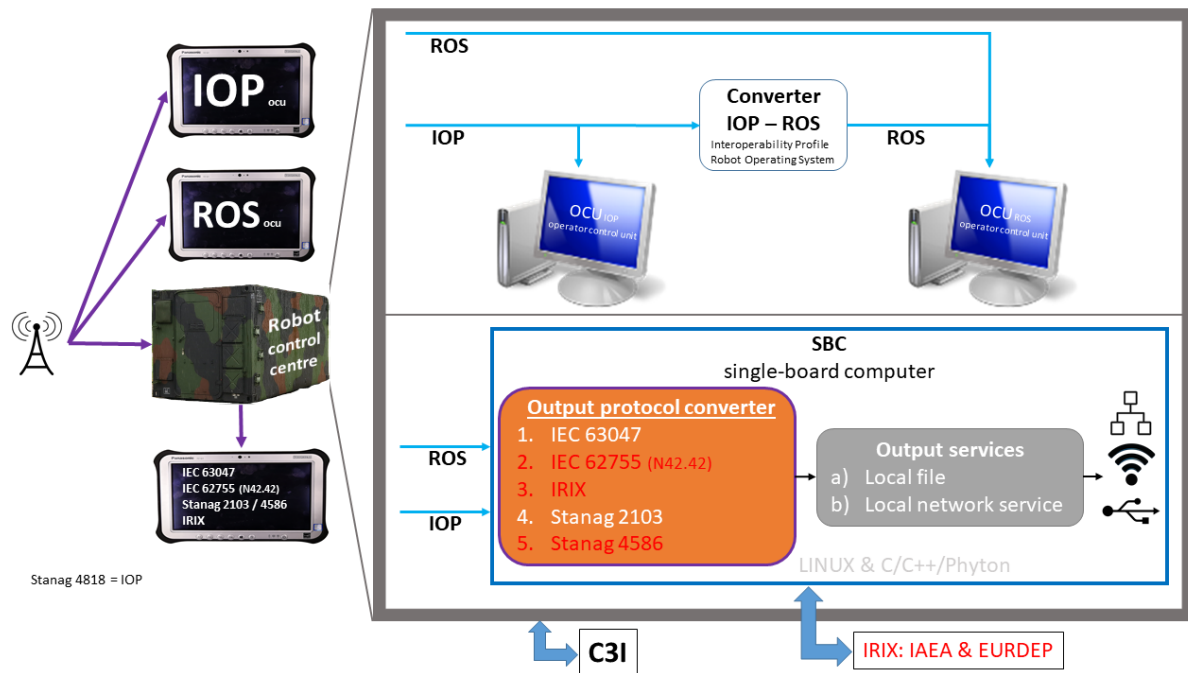 Panasonic
IOP ocu
Panasonic
ROS ocu
Robot
control
centre
Panasonic
IEC 63047
IEC 62755 (N42.42)
Stanag 2103 / 4586
IRIX
Stanag 4818 = IOP
ROS
IOP
Converter
IOP – ROS
Interoperability Profile
Robot Operating System
ROS
OCU IOP
operator control unit
OCU ROS
operator control unit
SBC
single-board computer
ROS
IOP
Output protocol converter
1. IEC 63047
2. IEC 62755 (N42.42)
3. IRIX
4. Stanag 2103
5. Stanag 4586
Output services
a) Local file
b) Local network service
LINUX & C/C++/Phyton
C3I
IRIX: IAEA & EURDEP